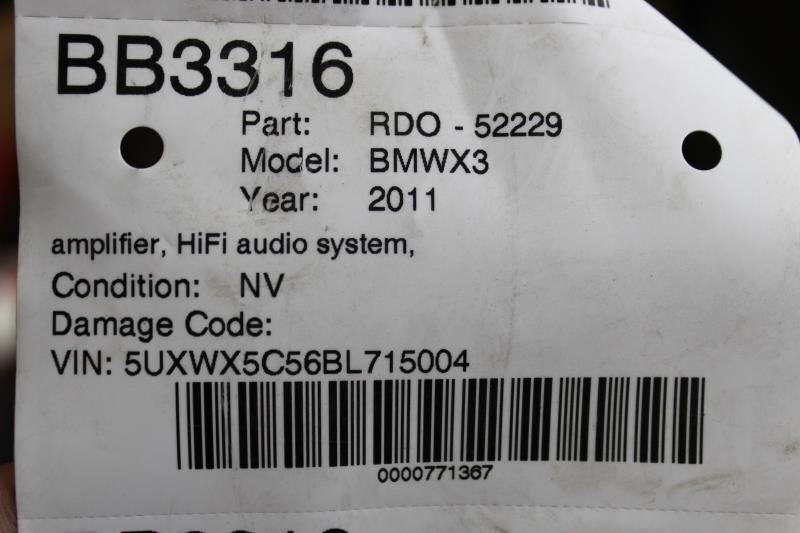 BB3316
Part: RDO - 52229
Model: BMWX3
Year: 2011
amplifier, HiFi audio system,
Condition: NV
Damage Code:
VIN: 5UXWX5C56BL715004
0000771367